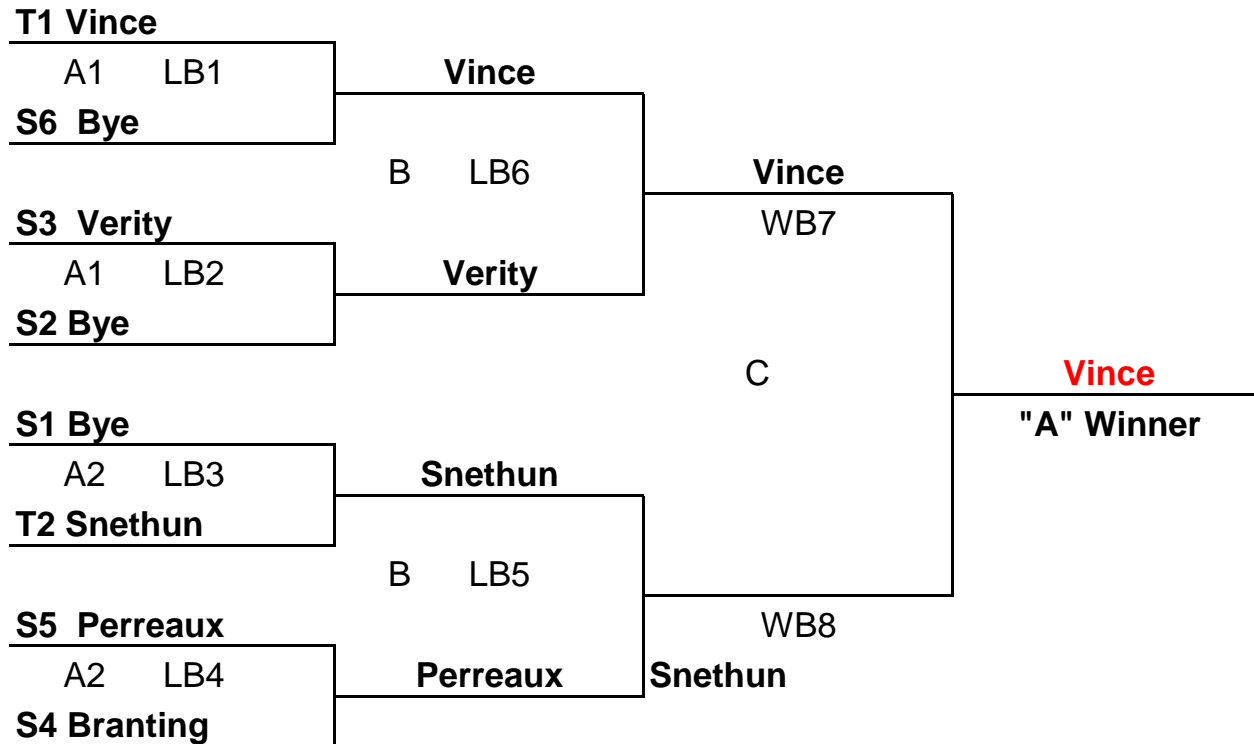 T1 Vince
A1 LB1 Vince
S6 Bye
B LB6 Vince
S3 Verity WB7
A1 LB2 Verity
S2 Bye
C Vince
S1 Bye "A" Winner
A2 LB3 Snethun
T2 Snethun
B LB5
S5 Perreaux WB8
A2 LB4 Perreaux Snethun
S4 Branting